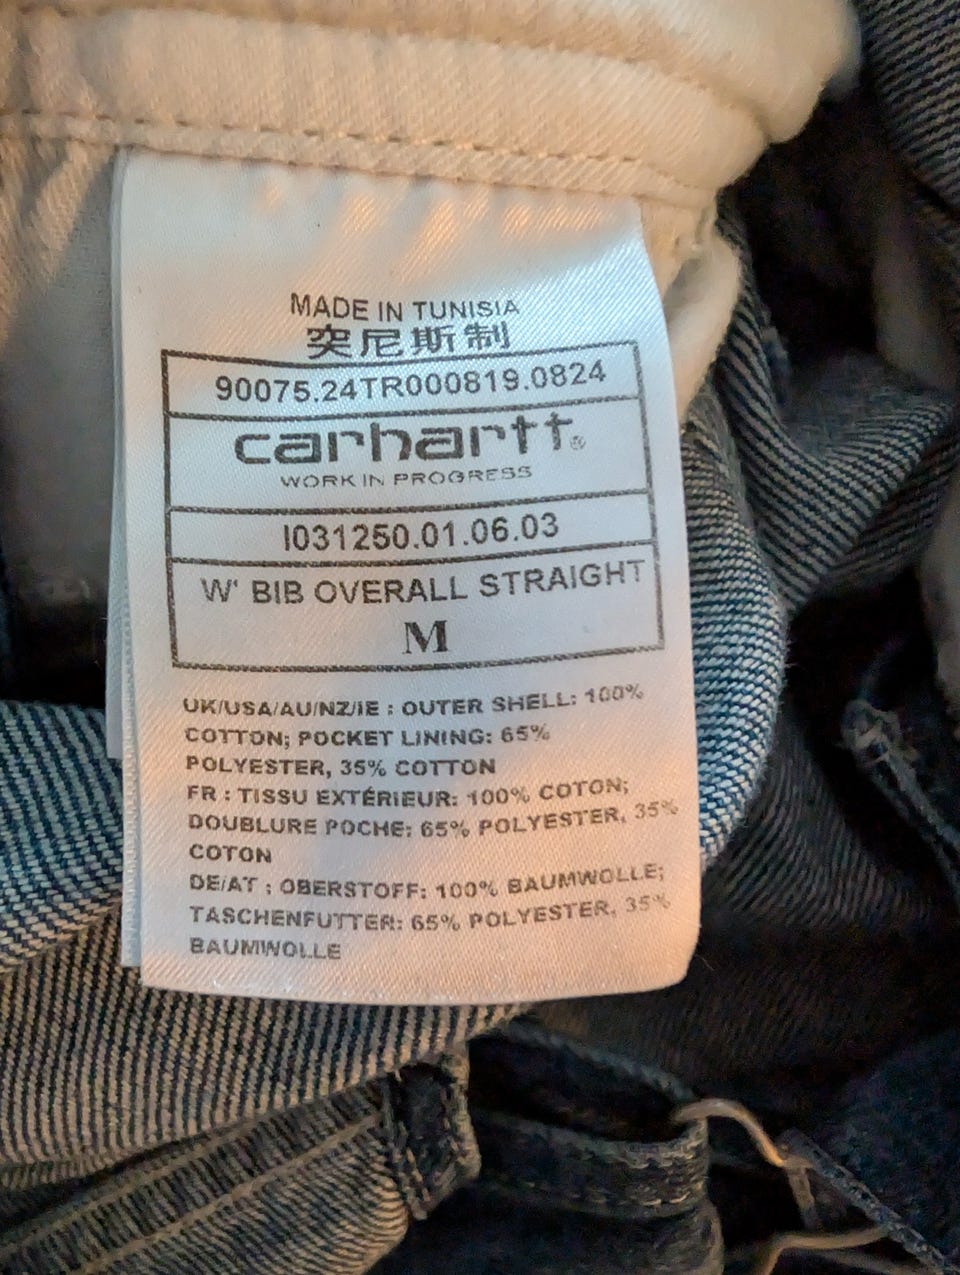 MADE IN TUNISIA
突尼斯制
90075.24TR000819.0824
carhartt®
WORK IN PROGRESS
I031250.01.06.03
W' BIB OVERALL STRAIGHT
M
UK/USA/AU/NZ/IE : OUTER SHELL: 100%
COTTON; POCKET LINING: 65%
POLYESTER, 35% COTTON
FR : TISSU EXTÉRIEUR: 100% COTON;
DOUBLURE POCHE: 65% POLYESTER, 35%
COTON
DE/AT : OBERSTOFF: 100% BAUMWOLLE;
TASCHENFUTTER: 65% POLYESTER, 35%
BAUMWOLLE